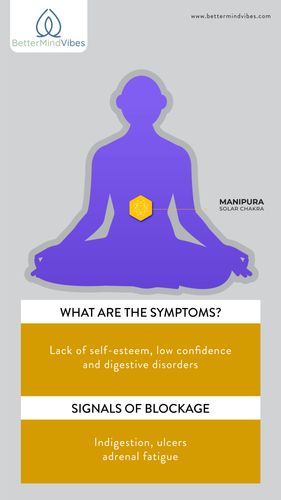 BetterMindVibes
www.bettermindvibes.com
MANIPURA
SOLAR CHAKRA
WHAT ARE THE SYMPTOMS?
Lack of self-esteem, low confidence
and digestive disorders
SIGNALS OF BLOCKAGE
Indigestion, ulcers
adrenal fatigue